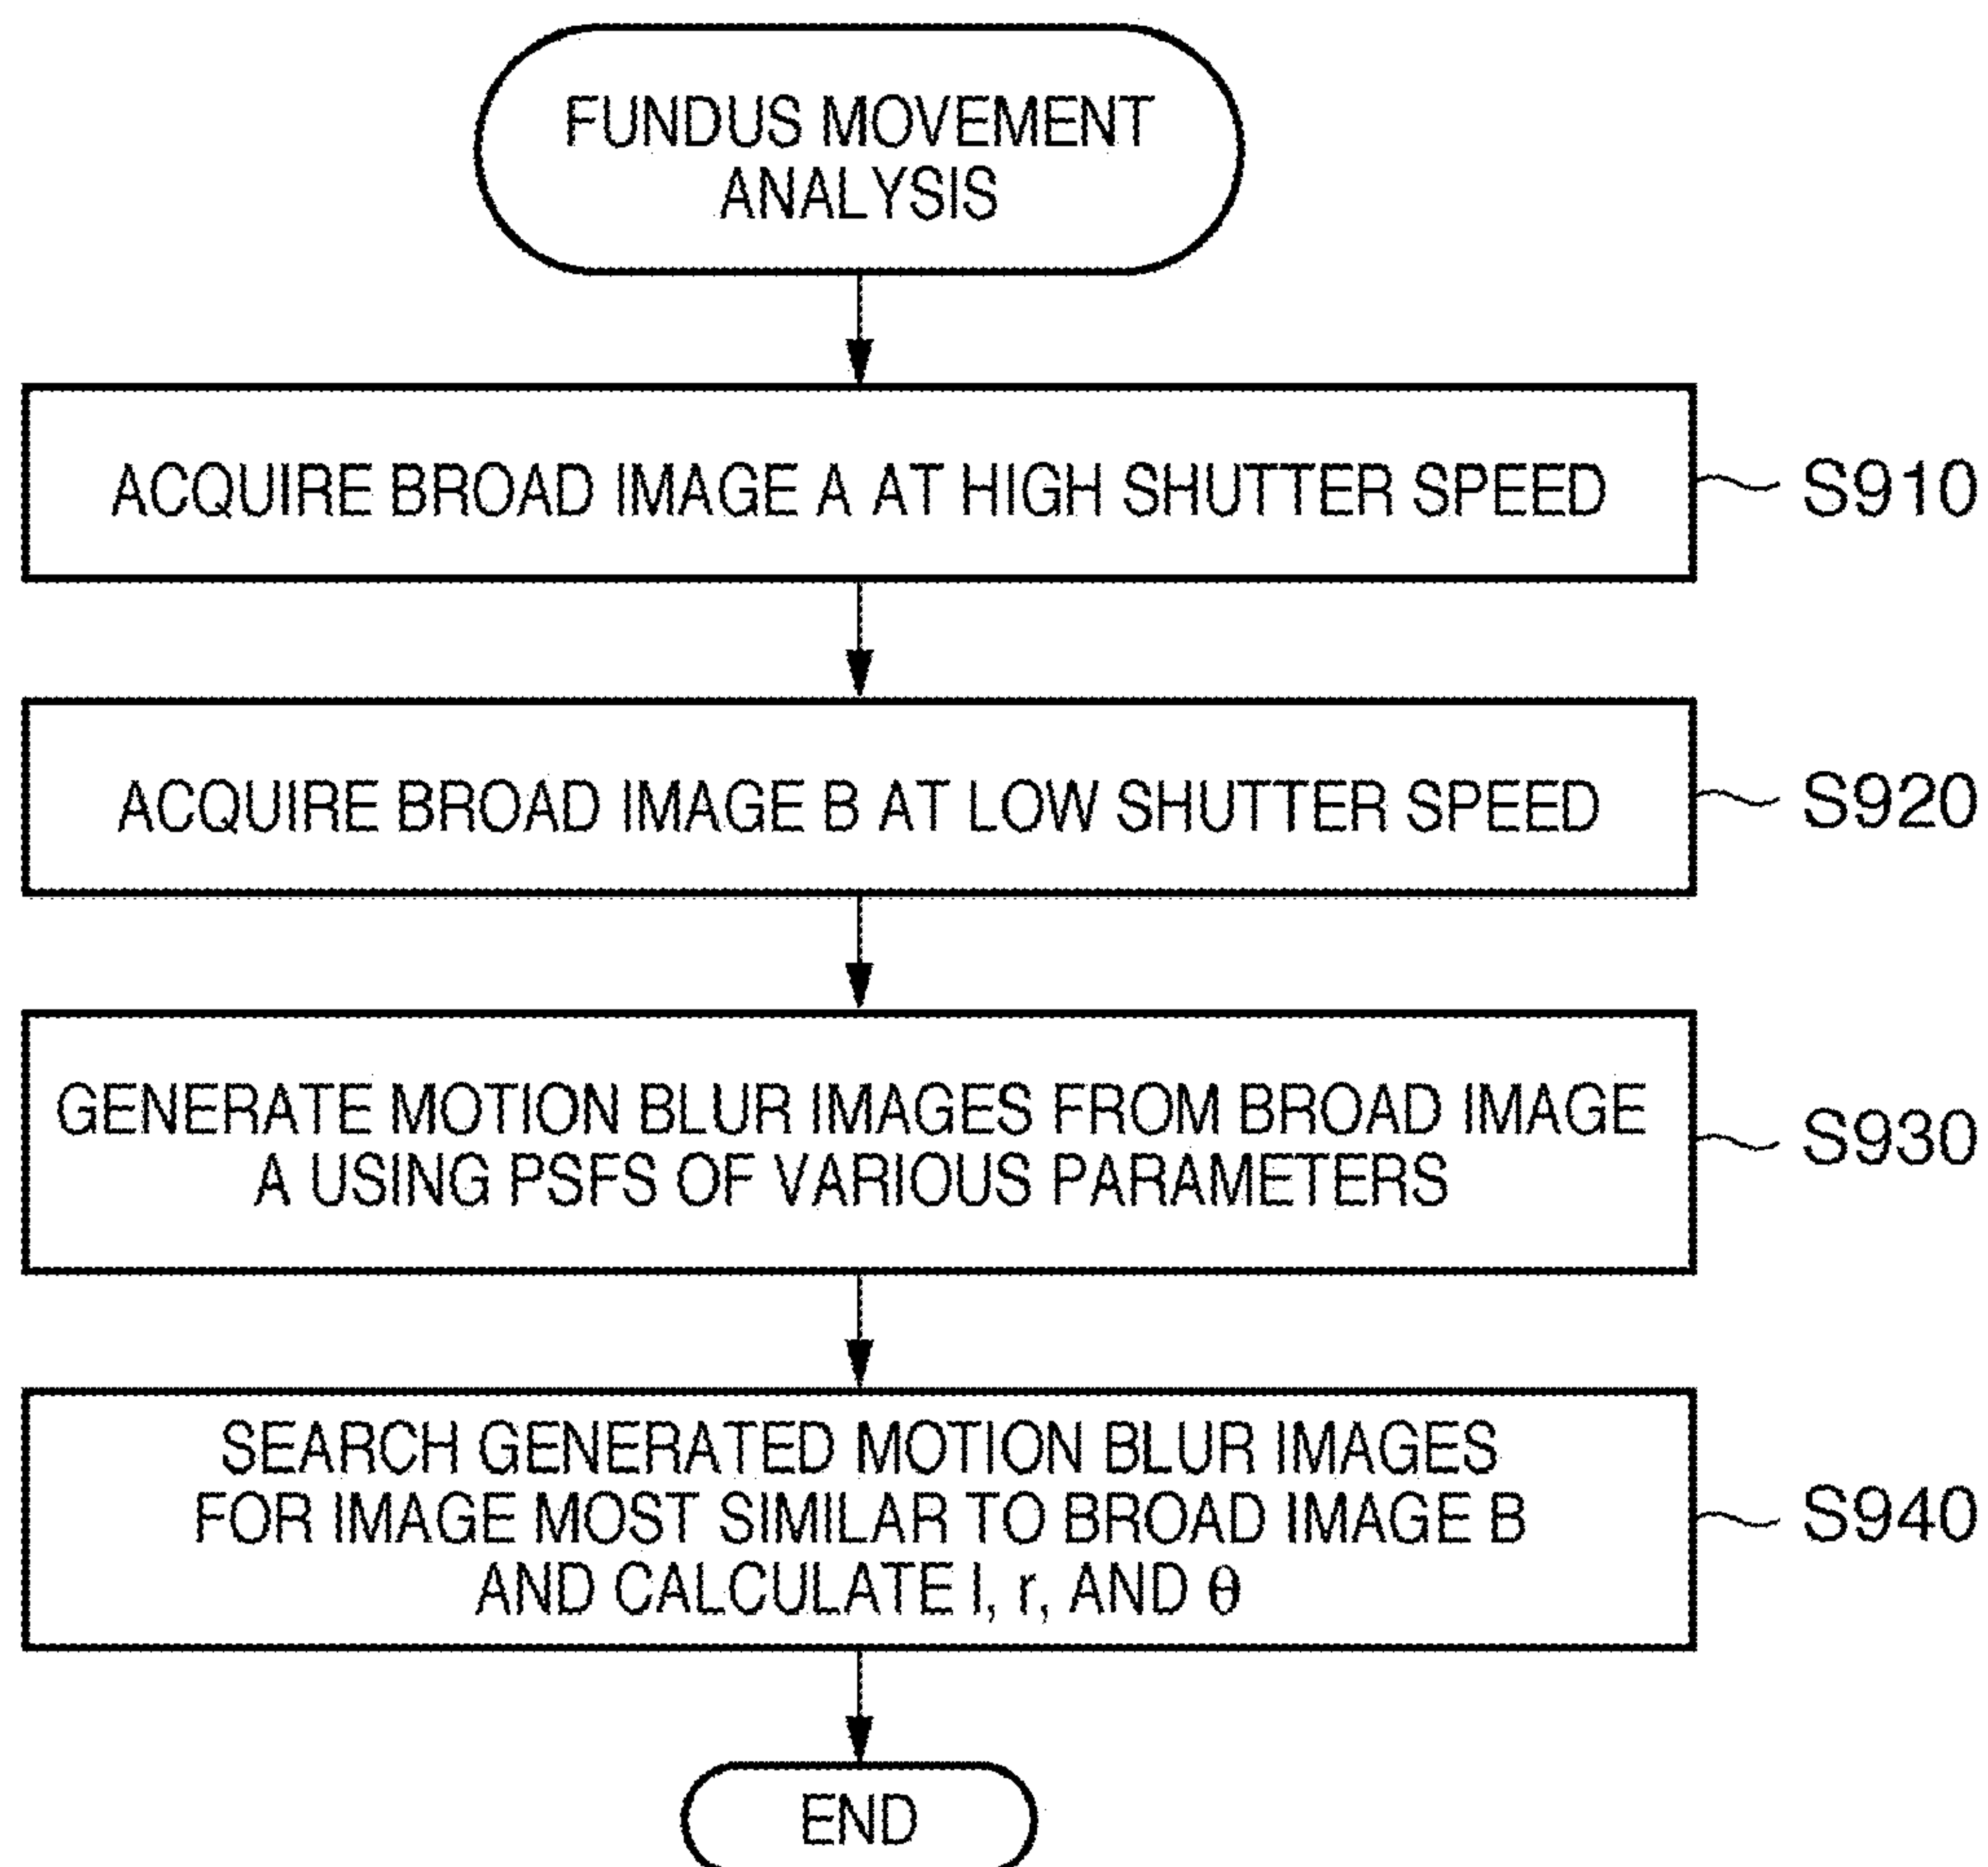 FUNDUS MOVEMENT
ANALYSIS
ACQUIRE BROAD IMAGE A AT HIGH SHUTTER SPEED
S910
ACQUIRE BROAD IMAGE B AT LOW SHUTTER SPEED
S920
GENERATE MOTION BLUR IMAGES FROM BROAD IMAGE
A USING PSFS OF VARIOUS PARAMETERS
S930
SEARCH GENERATED MOTION BLUR IMAGES
FOR IMAGE MOST SIMILAR TO BROAD IMAGE B
AND CALCULATE l, r, AND θ
S940
END